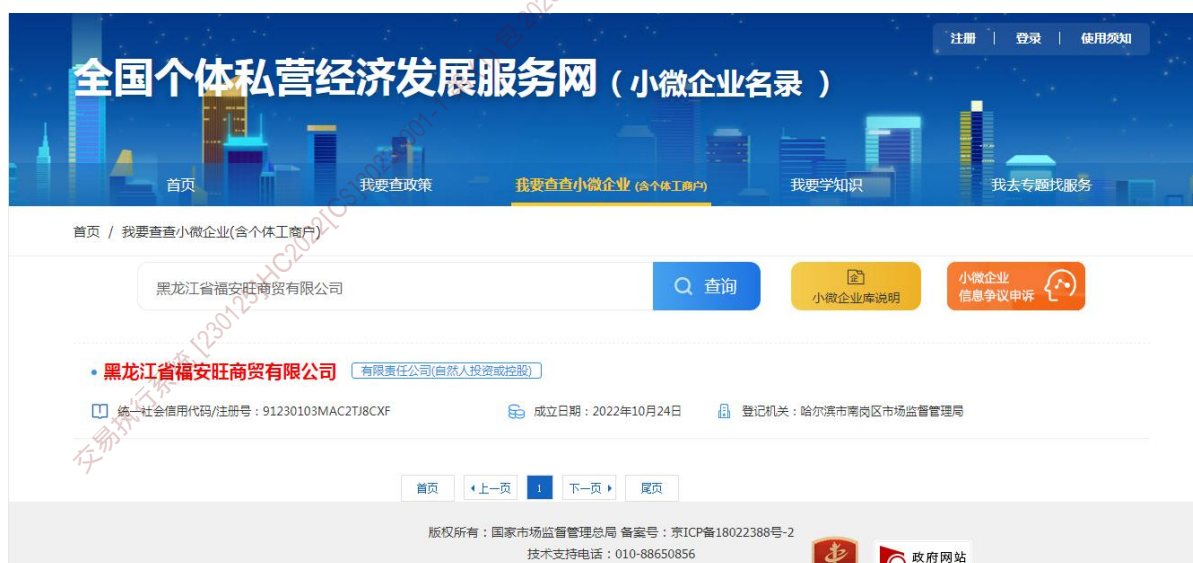 注册 | 登录 | 使用须知
全国个体私营经济发展服务网（小微企业名录 ）
首页 我要查政策 我要查查小微企业 (含个体工商户) 我要学知识 我去专题找服务
首页 / 我要查查小微企业(含个体工商户)
黑龙江省福安旺商贸有限公司 查询
小微企业库说明
小微企业
信息争议申诉
黑龙江省福安旺商贸有限公司 有限责任公司(自然人投资或控股)
统一社会信用代码/注册号：91230103MAC2TJ8CXF 成立日期：2022年10月24日 登记机关：哈尔滨市南岗区市场监督管理局
首页 上一页 1 下一页 尾页
版权所有：国家市场监督管理总局 备案号：京ICP备18022388号-2
技术支持电话：010-88650856
政府网站
交易执行系统